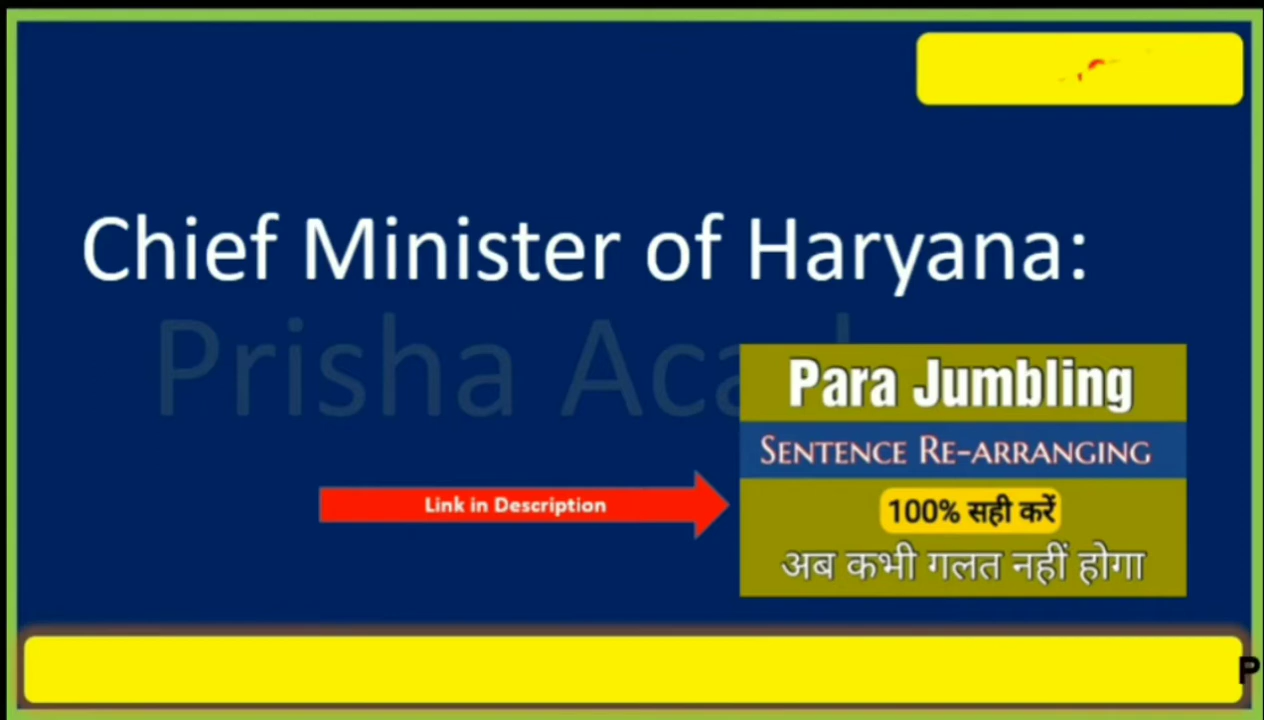 Chief Minister of Haryana:
Prisha Aca
Para Jumbling
SENTENCE RE-ARRANGING
Link in Description
100% सही करें
अब कभी गलत नहीं होगा
P